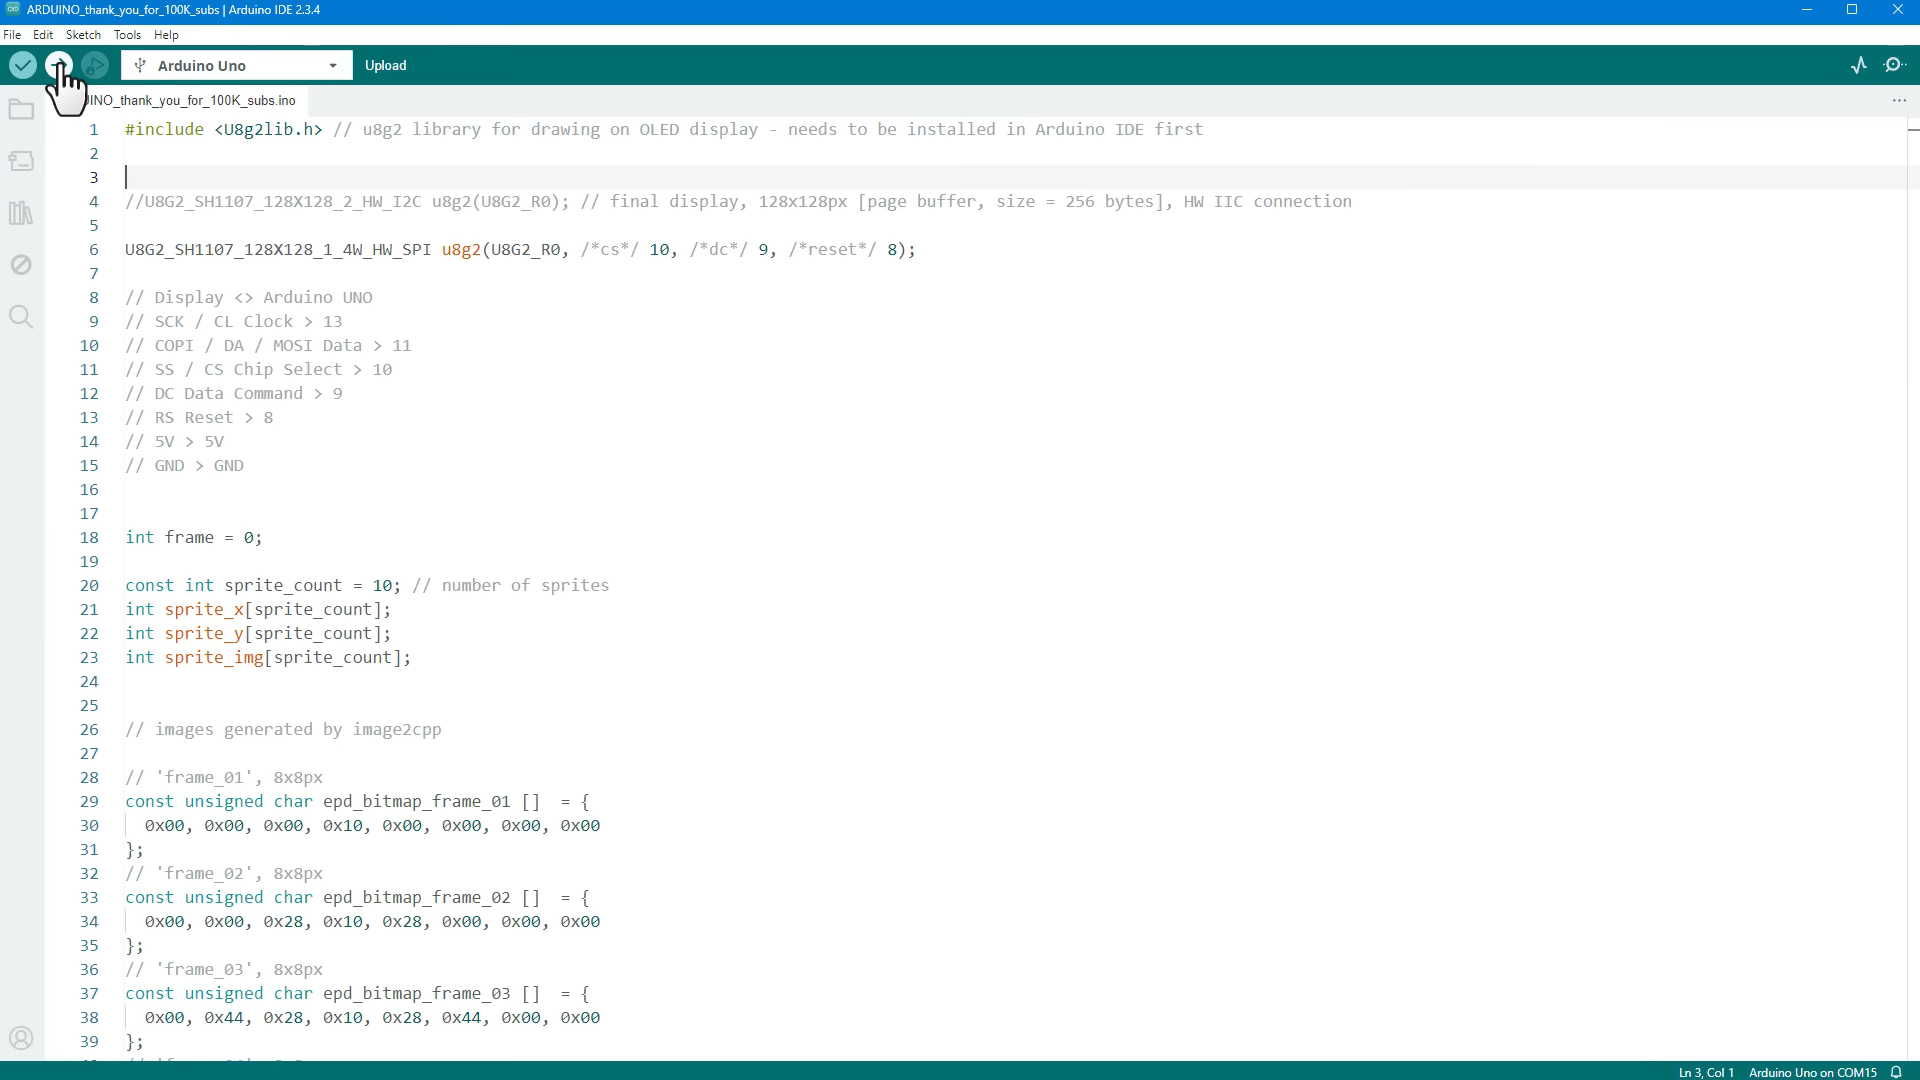 ARDUINO_thank_you_for_100K_subs | Arduino IDE 2.3.4
File Edit Sketch Tools Help
Arduino Uno Upload
INO_thank_you_for_100K_subs.ino
1 #include <U8g2lib.h> // u8g2 library for drawing on OLED display - needs to be installed in Arduino IDE first
2
3
4 //U8G2_SH1107_128X128_2_HW_I2C u8g2(U8G2_R0); // final display, 128x128px [page buffer, size = 256 bytes], HW IIC connection
5
6 U8G2_SH1107_128X128_1_4W_HW_SPI u8g2(U8G2_R0, /*cs*/ 10, /*dc*/ 9, /*reset*/ 8);
7
8 // Display <> Arduino UNO
9 // SCK / CL Clock > 13
10 // COPI / DA / MOSI Data > 11
11 // SS / CS Chip Select > 10
12 // DC Data Command > 9
13 // RS Reset > 8
14 // 5V > 5V
15 // GND > GND
16
17
18 int frame = 0;
19
20 const int sprite_count = 10; // number of sprites
21 int sprite_x[sprite_count];
22 int sprite_y[sprite_count];
23 int sprite_img[sprite_count];
24
25
26 // images generated by image2cpp
27
28 // 'frame_01', 8x8px
29 const unsigned char epd_bitmap_frame_01 [] = {
30 0x00, 0x00, 0x00, 0x10, 0x00, 0x00, 0x00, 0x00
31 };
32 // 'frame_02', 8x8px
33 const unsigned char epd_bitmap_frame_02 [] = {
34 0x00, 0x00, 0x28, 0x10, 0x28, 0x00, 0x00, 0x00
35 };
36 // 'frame_03', 8x8px
37 const unsigned char epd_bitmap_frame_03 [] = {
38 0x00, 0x44, 0x28, 0x10, 0x28, 0x44, 0x00, 0x00
39 };
Ln 3, Col 1 Arduino Uno on COM15